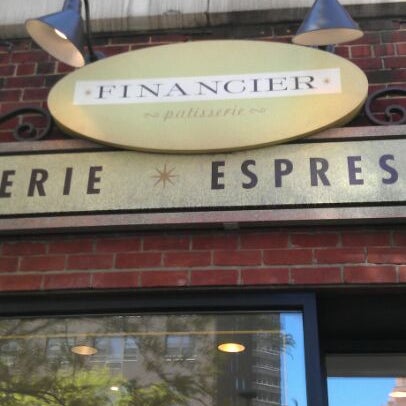 FINANCIER
patisserie
ERIE * ESPRES